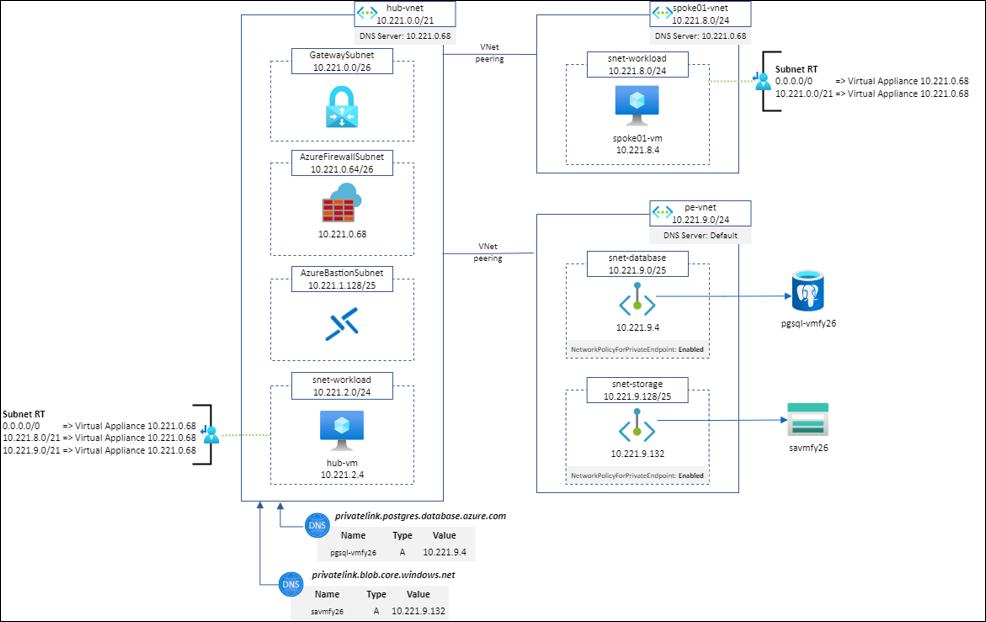 hub-vnet
10.221.0.0/21
DNS Server: 10.221.0.68
GatewaySubnet
10.221.0.0/26
AzureFirewallSubnet
10.221.0.64/26
10.221.0.68
AzureBastionSubnet
10.221.1.128/25
snet-workload
10.221.2.0/24
hub-vm
10.221.2.4
Subnet RT
0.0.0.0/0 => Virtual Appliance 10.221.0.68
10.221.8.0/21 => Virtual Appliance 10.221.0.68
10.221.9.0/21 => Virtual Appliance 10.221.0.68
VNet
peering
spoke01-vnet
10.221.8.0/24
DNS Server: 10.221.0.68
snet-workload
10.221.8.0/24
spoke01-vm
10.221.8.4
Subnet RT
0.0.0.0/0 => Virtual Appliance 10.221.0.68
10.221.0.0/21 => Virtual Appliance 10.221.0.68
VNet
peering
pe-vnet
10.221.9.0/24
DNS Server: Default
snet-database
10.221.9.0/25
10.221.9.4
NetworkPolicyForPrivateEndpoint: Enabled
pgsql-vmfy26
snet-storage
10.221.9.128/25
10.221.9.132
NetworkPolicyForPrivateEndpoint: Enabled
savmfy26
DNS
privatelink.postgres.database.azure.com
Name Type Value
pgsql-vmfy26 A 10.221.9.4
DNS
privatelink.blob.core.windows.net
Name Type Value
savmfy26 A 10.221.9.132